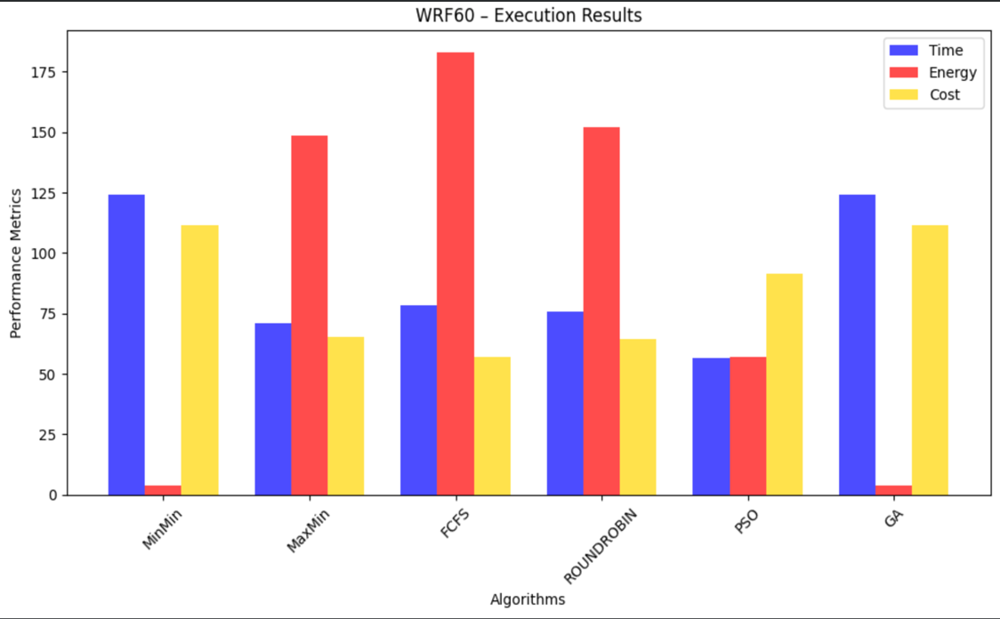 WRF60 – Execution Results
Time
Energy
Cost
Performance Metrics
175
150
125
100
75
50
25
0
MinMin
MaxMin
FCFS
ROUNDROBIN
PSO
GA
Algorithms